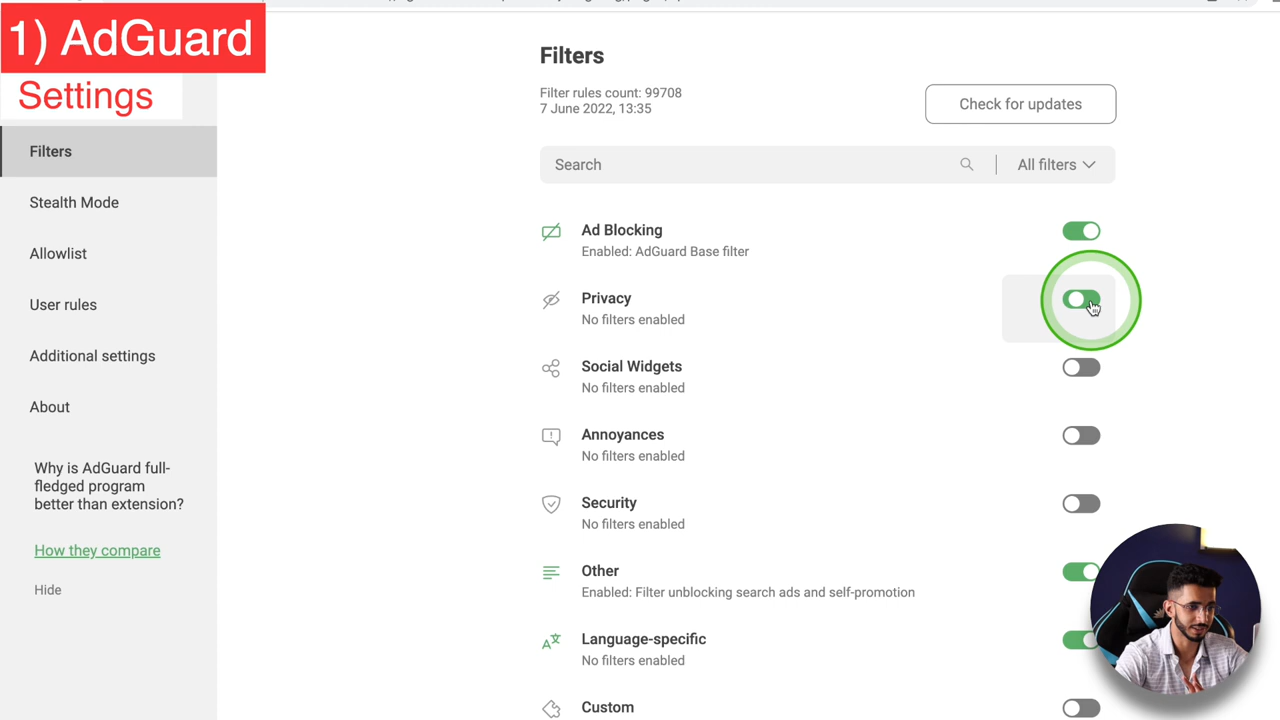 1) AdGuard
Settings
Filters
Stealth Mode
Allowlist
User rules
Additional settings
About
Why is AdGuard full-
fledged program
better than extension?
How they compare
Hide
Filters
Filter rules count: 99708
7 June 2022, 13:35
Check for updates
Search
All filters
Ad Blocking
Enabled: AdGuard Base filter
Privacy
No filters enabled
Social Widgets
No filters enabled
Annoyances
No filters enabled
Security
No filters enabled
Other
Enabled: Filter unblocking search ads and self-promotion
Language-specific
No filters enabled
Custom